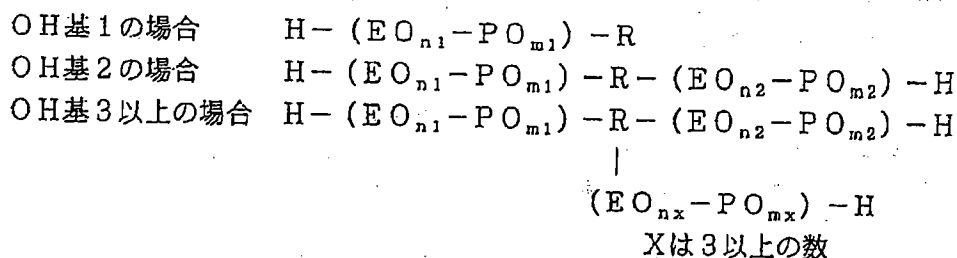 OH基1の場合 H-(EOn1-POm1)-R
OH基2の場合 H-(EOn1-POm1)-R-(EOn2-POm2)-H
OH基3以上の場合 H-(EOn1-POm1)-R-(EOn2-POm2)-H
|
(EOnx-POmx)-H
Xは3以上の数